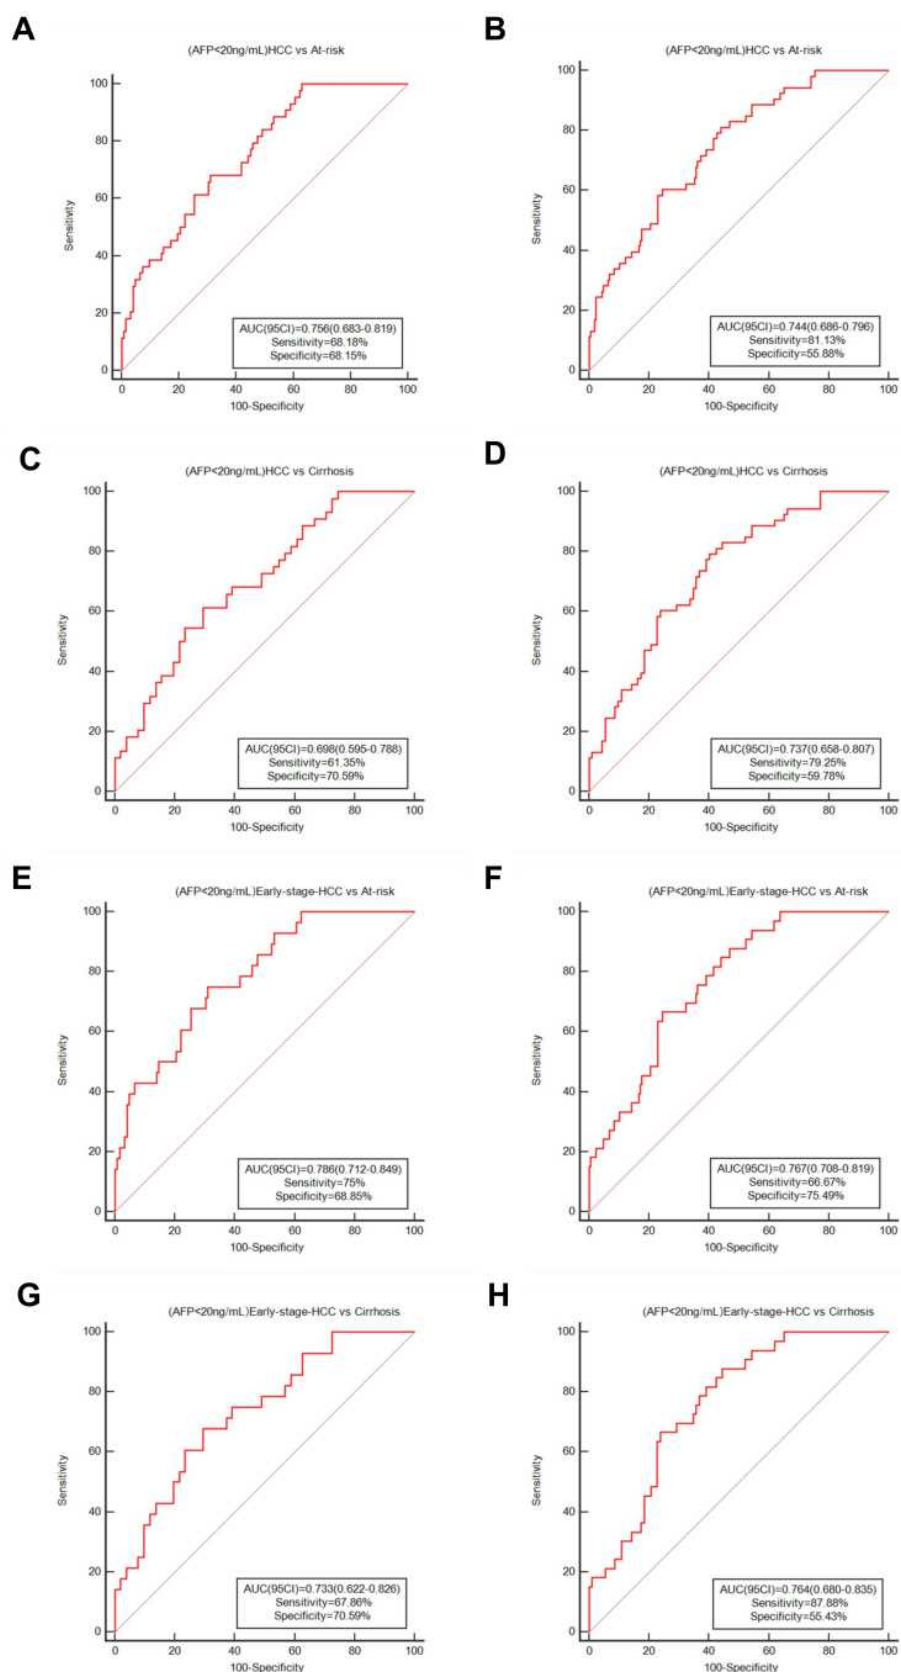 A
(AFP<20ng/mL)HCC vs At-risk
100
80
60
40
20
0
Sensitivity
AUC(95CI)=0.756(0.683-0.819)
Sensitivity=68.18%
Specificity=68.15%
0 20 40 60 80 100
100-Specificity
B
(AFP<20ng/mL)HCC vs At-risk
100
80
60
40
20
0
Sensitivity
AUC(95CI)=0.744(0.686-0.796)
Sensitivity=81.13%
Specificity=55.88%
0 20 40 60 80 100
100-Specificity
C
(AFP<20ng/mL)HCC vs Cirrhosis
100
80
60
40
20
0
Sensitivity
AUC(95CI)=0.698(0.595-0.788)
Sensitivity=61.35%
Specificity=70.59%
0 20 40 60 80 100
100-Specificity
D
(AFP<20ng/mL)HCC vs Cirrhosis
100
80
60
40
20
0
Sensitivity
AUC(95CI)=0.737(0.658-0.807)
Sensitivity=79.25%
Specificity=59.78%
0 20 40 60 80 100
100-Specificity
E
(AFP<20ng/mL)Early-stage-HCC vs At-risk
100
80
60
40
20
0
Sensitivity
AUC(95CI)=0.786(0.712-0.849)
Sensitivity=75%
Specificity=68.85%
0 20 40 60 80 100
100-Specificity
F
(AFP<20ng/mL)Early-stage-HCC vs At-risk
100
80
60
40
20
0
Sensitivity
AUC(95CI)=0.767(0.708-0.819)
Sensitivity=66.67%
Specificity=75.49%
0 20 40 60 80 100
100-Specificity
G
(AFP<20ng/mL)Early-stage-HCC vs Cirrhosis
100
80
60
40
20
0
Sensitivity
AUC(95CI)=0.733(0.622-0.826)
Sensitivity=67.86%
Specificity=70.59%
0 20 40 60 80 100
100-Specificity
H
(AFP<20ng/mL)Early-stage-HCC vs Cirrhosis
100
80
60
40
20
0
Sensitivity
AUC(95CI)=0.764(0.680-0.835)
Sensitivity=87.88%
Specificity=55.43%
0 20 40 60 80 100
100-Specificity